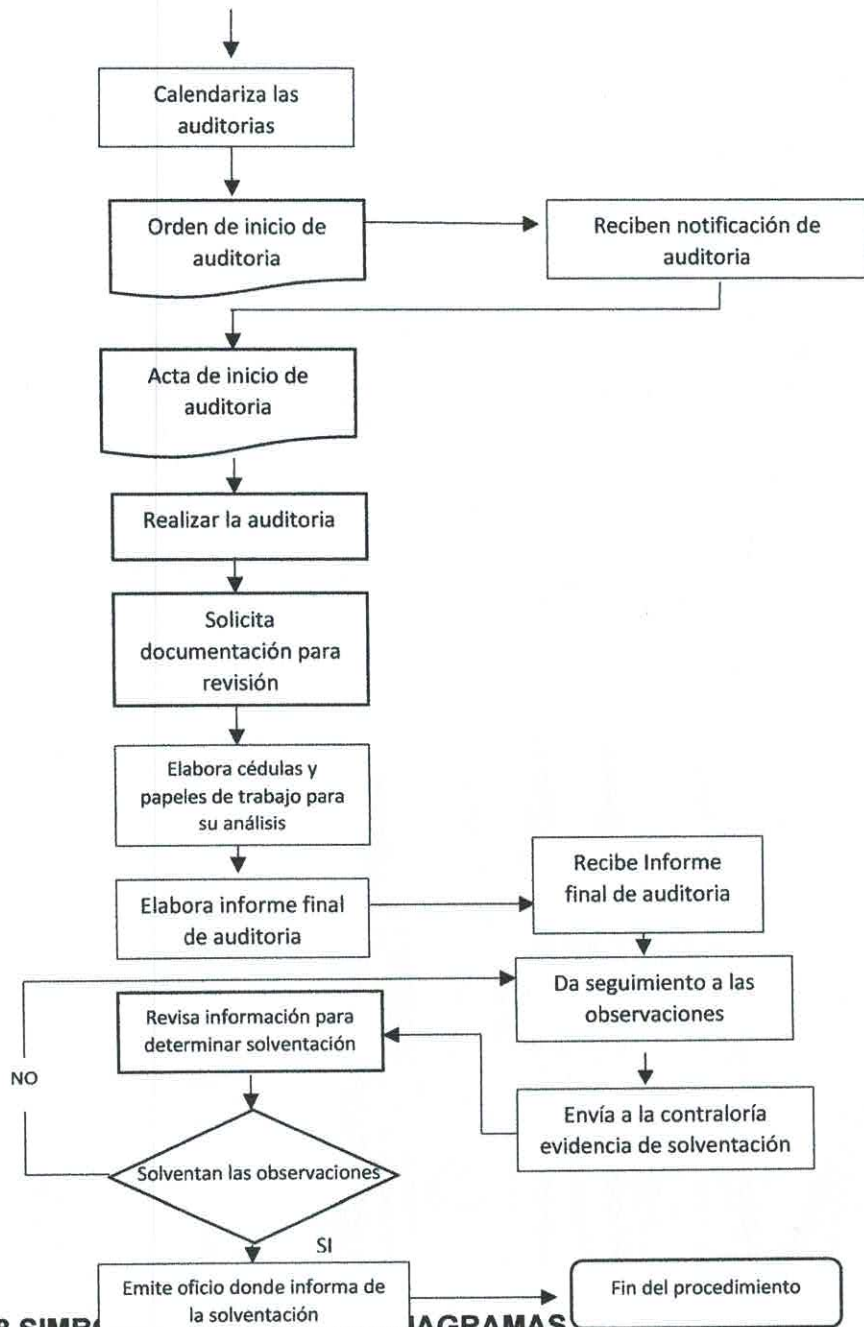 Calendariza las
auditorias
Orden de inicio de
auditoria
Reciben notificación de
auditoria
Acta de inicio de
auditoria
Realizar la auditoria
Solicita
documentación para
revisión
Elabora cédulas y
papeles de trabajo para
su análisis
Elabora informe final
de auditoria
Recibe Informe
final de auditoria
Da seguimiento a las
observaciones
Revisa información para
determinar solventación
NO
Envía a la contraloría
evidencia de solventación
Solventan las observaciones
SI
Emite oficio donde informa de
la solventación
Fin del procedimiento